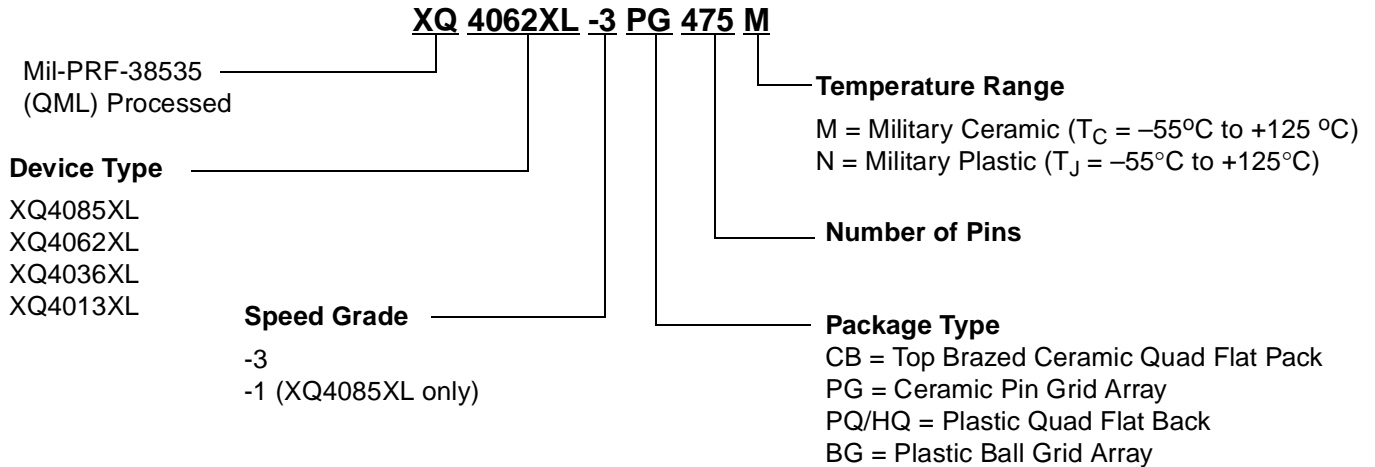 XQ 4062XL -3 PG 475 M
Mil-PRF-38535
(QML) Processed
Device Type
XQ4085XL
XQ4062XL
XQ4036XL
XQ4013XL
Speed Grade
-3
-1 (XQ4085XL only)
Temperature Range
M = Military Ceramic (TC = –55oC to +125 oC)
N = Military Plastic (TJ = –55°C to +125°C)
Number of Pins
Package Type
CB = Top Brazed Ceramic Quad Flat Pack
PG = Ceramic Pin Grid Array
PQ/HQ = Plastic Quad Flat Back
BG = Plastic Ball Grid Array